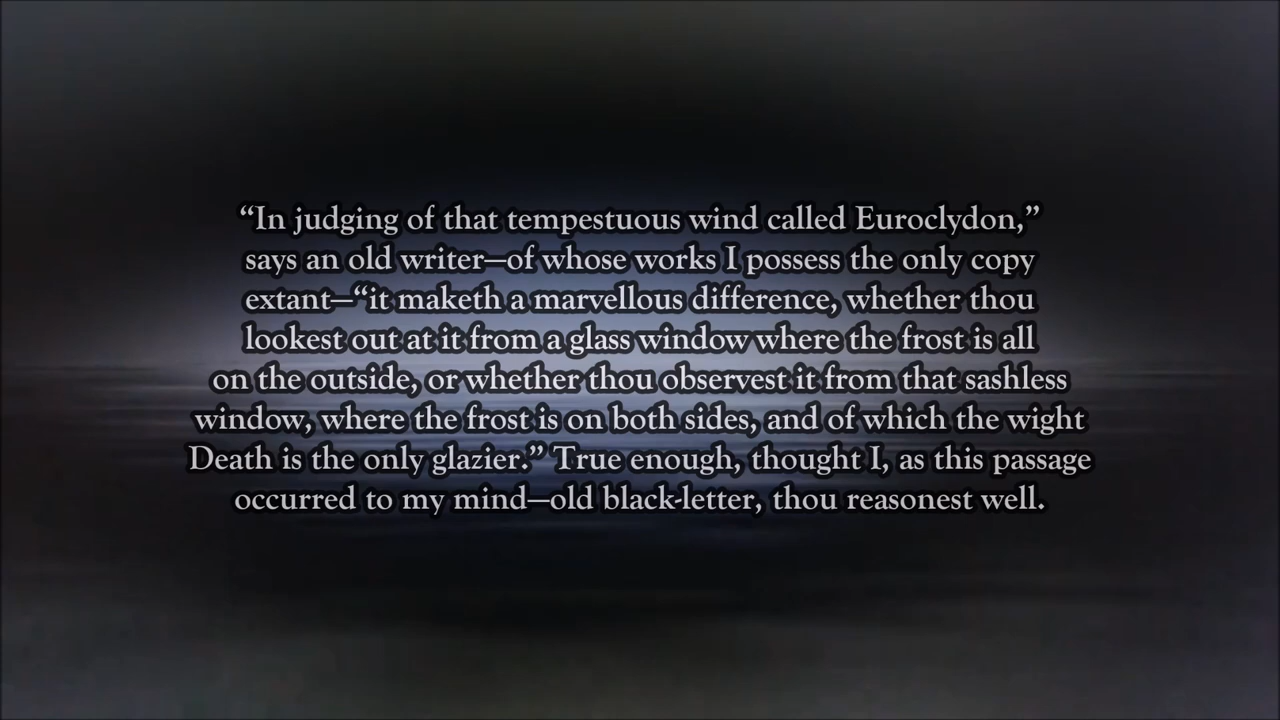 “In judging of that tempestuous wind called Euroclydon,”
says an old writer—of whose works I possess the only copy
extant—“it maketh a marvellous difference, whether thou
lookest out at it from a glass window where the frost is all
on the outside, or whether thou observest it from that sashless
window, where the frost is on both sides, and of which the wight
Death is the only glazier.” True enough, thought I, as this passage
occurred to my mind—old black-letter, thou reasonest well.